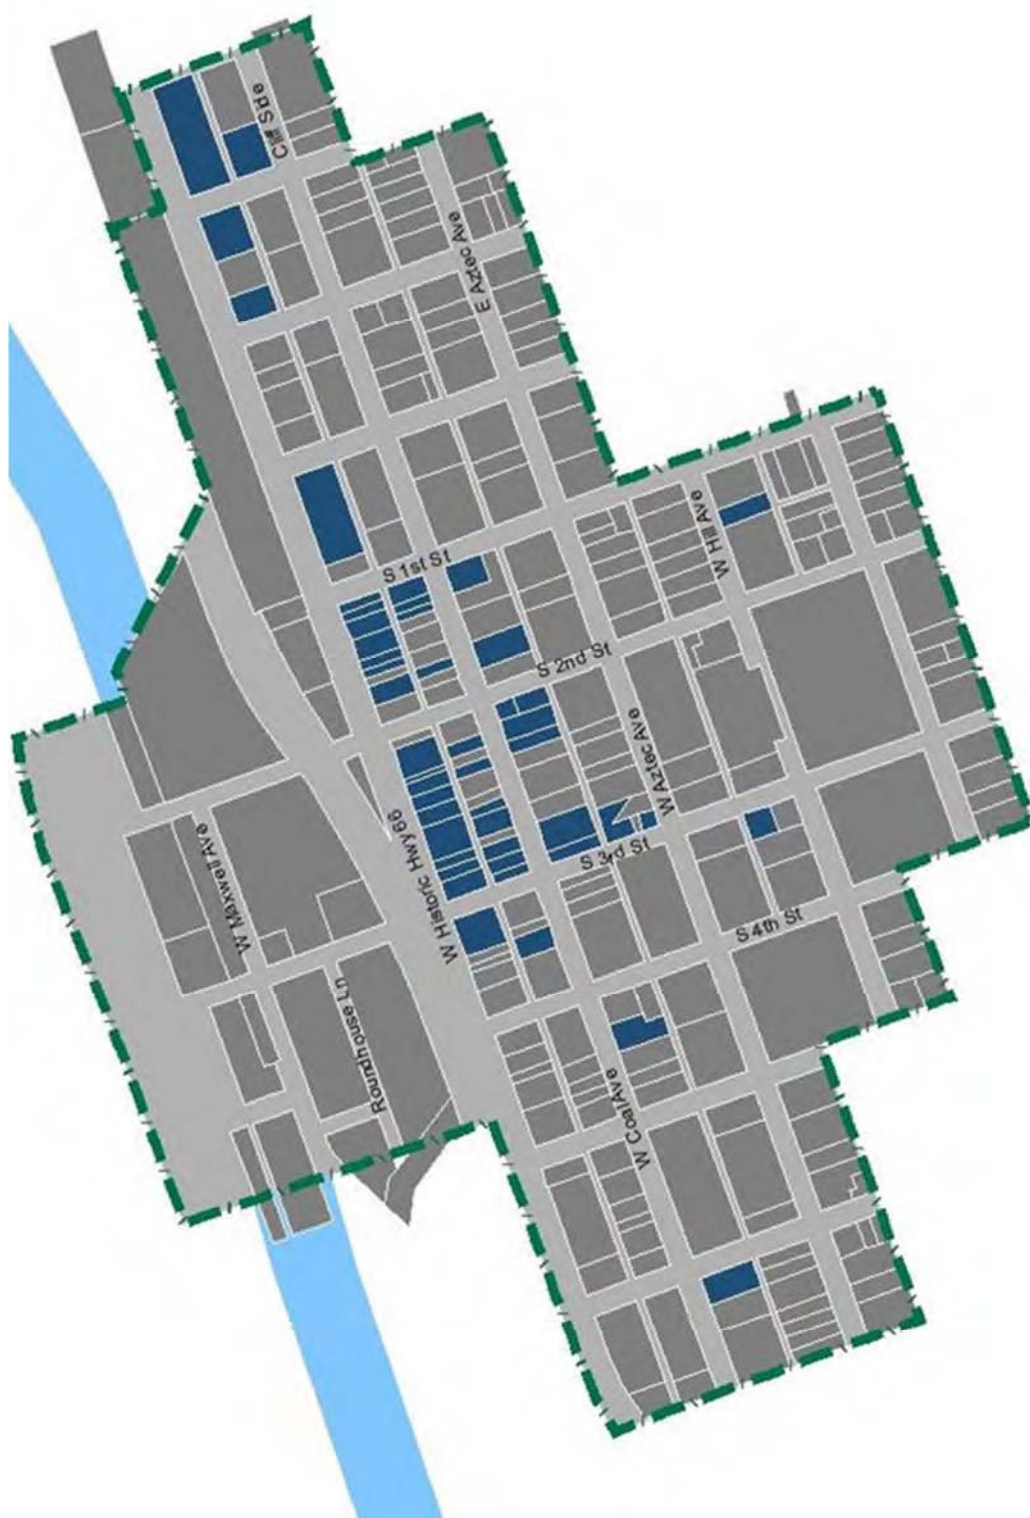 Cliff Side
E Aztec Ave
W Hill Ave
S 1st St
S 2nd St
W Aztec Ave
W Maxwell Ave
W Historic Hwy 66
S 3rd St
S 4th St
Roundhouse Ln
W Coal Ave